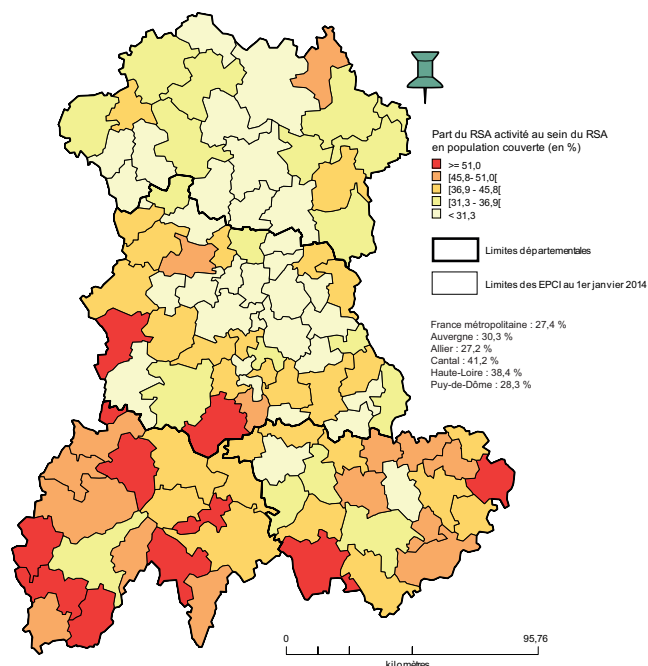 Part du RSA activité au sein du RSA
en population couverte (en %)
>= 51,0
[45,8- 51,0[
[36,9 - 45,8[
[31,3 - 36,9[
< 31,3
Limites départementales
Limites des EPCI au 1er janvier 2014
France métropolitaine : 27,4 %
Auvergne : 30,3 %
Allier : 27,2 %
Cantal : 41,2 %
Haute-Loire : 38,4 %
Puy-de-Dôme : 28,3 %
0 95,76
kilomètres